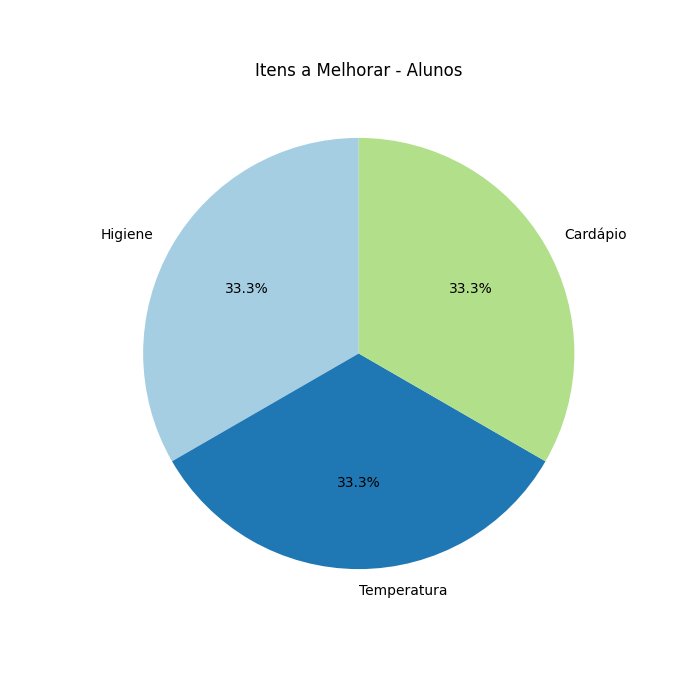 Itens a Melhorar - Alunos
Higiene
Cardápio
33.3%
33.3%
33.3%
Temperatura